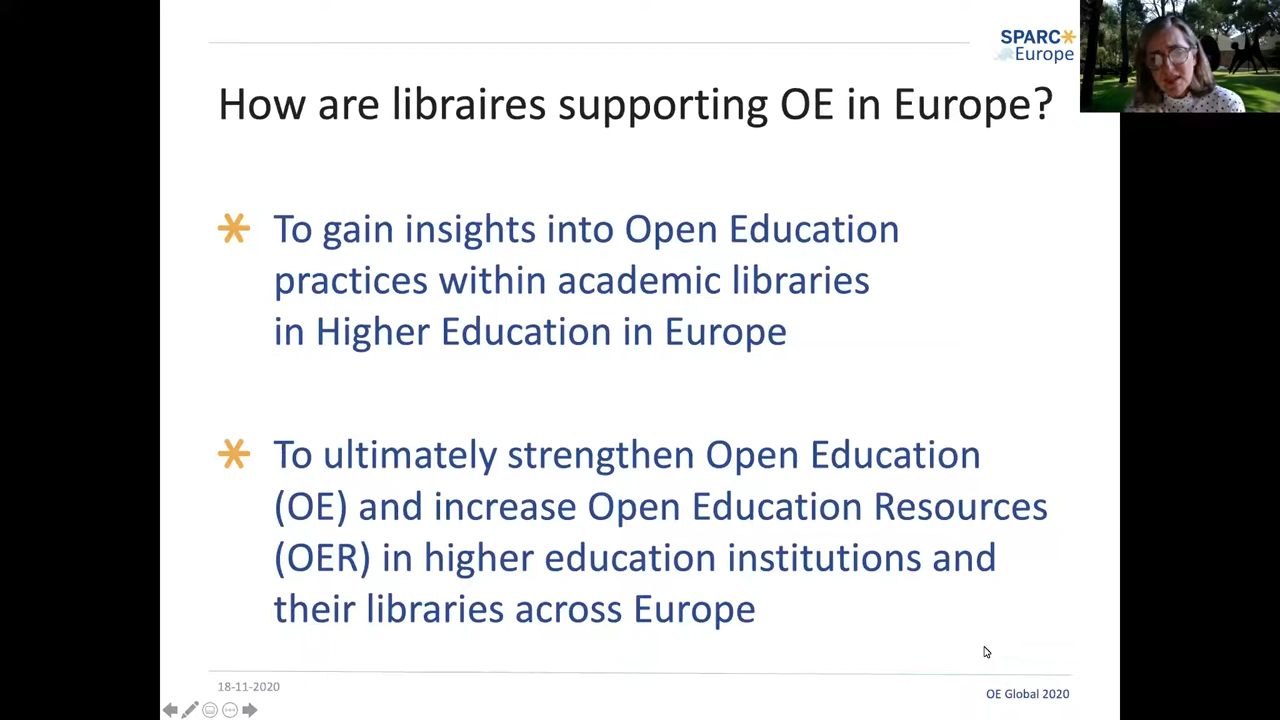 SPARC
Europe
How are libraires supporting OE in Europe?
To gain insights into Open Education
practices within academic libraries
in Higher Education in Europe
To ultimately strengthen Open Education
(OE) and increase Open Education Resources
(OER) in higher education institutions and
their libraries across Europe
18-11-2020
OE Global 2020